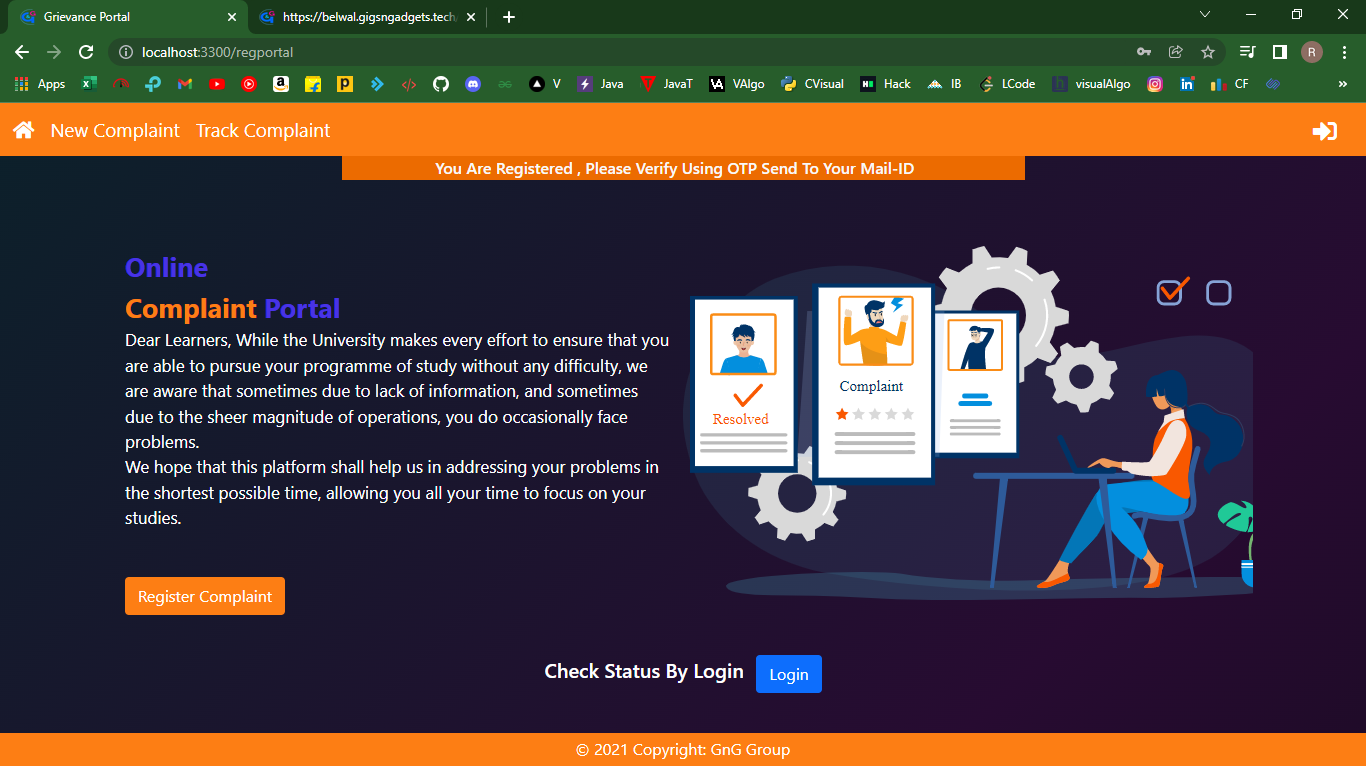 Grievance Portal
https://belwal.gigsngadgets.tech
localhost:3300/regportal
R
Apps
V
Java
JavaT
VAlgo
CVisual
Hack
IB
LCode
visualAlgo
CF
New Complaint
Track Complaint
You Are Registered , Please Verify Using OTP Send To Your Mail-ID
Online
Complaint Portal
Dear Learners, While the University makes every effort to ensure that you
are able to pursue your programme of study without any difficulty, we
are aware that sometimes due to lack of information, and sometimes
due to the sheer magnitude of operations, you do occasionally face
problems.
We hope that this platform shall help us in addressing your problems in
the shortest possible time, allowing you all your time to focus on your
studies.
Resolved
Complaint
Register Complaint
Check Status By Login
Login
© 2021 Copyright: GnG Group